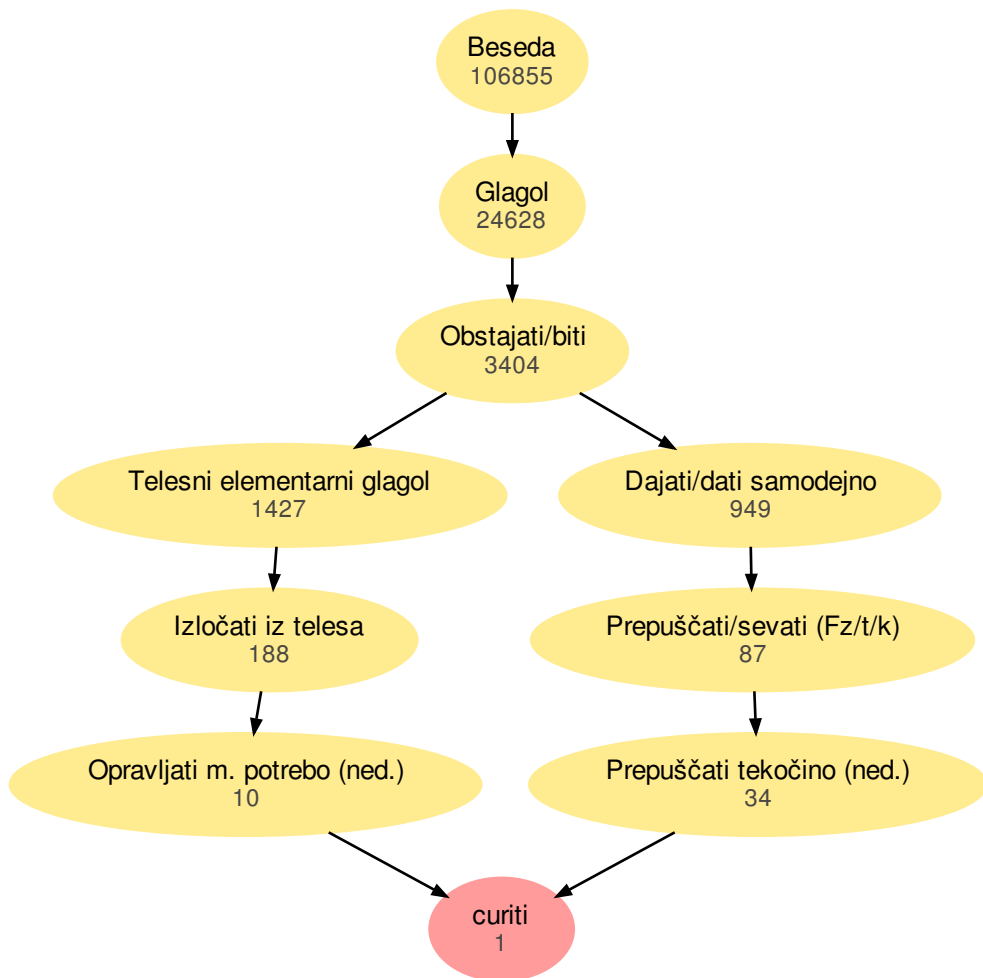 Beseda
106855
Glagol
24628
Obstajati/biti
3404
Telesni elementarni glagol
1427
Dajati/dati samodejno
949
Izločati iz telesa
188
Prepuščati/sevati (Fz/t/k)
87
Opravljati m. potrebo (ned.)
10
Prepuščati tekočino (ned.)
34
curiti
1